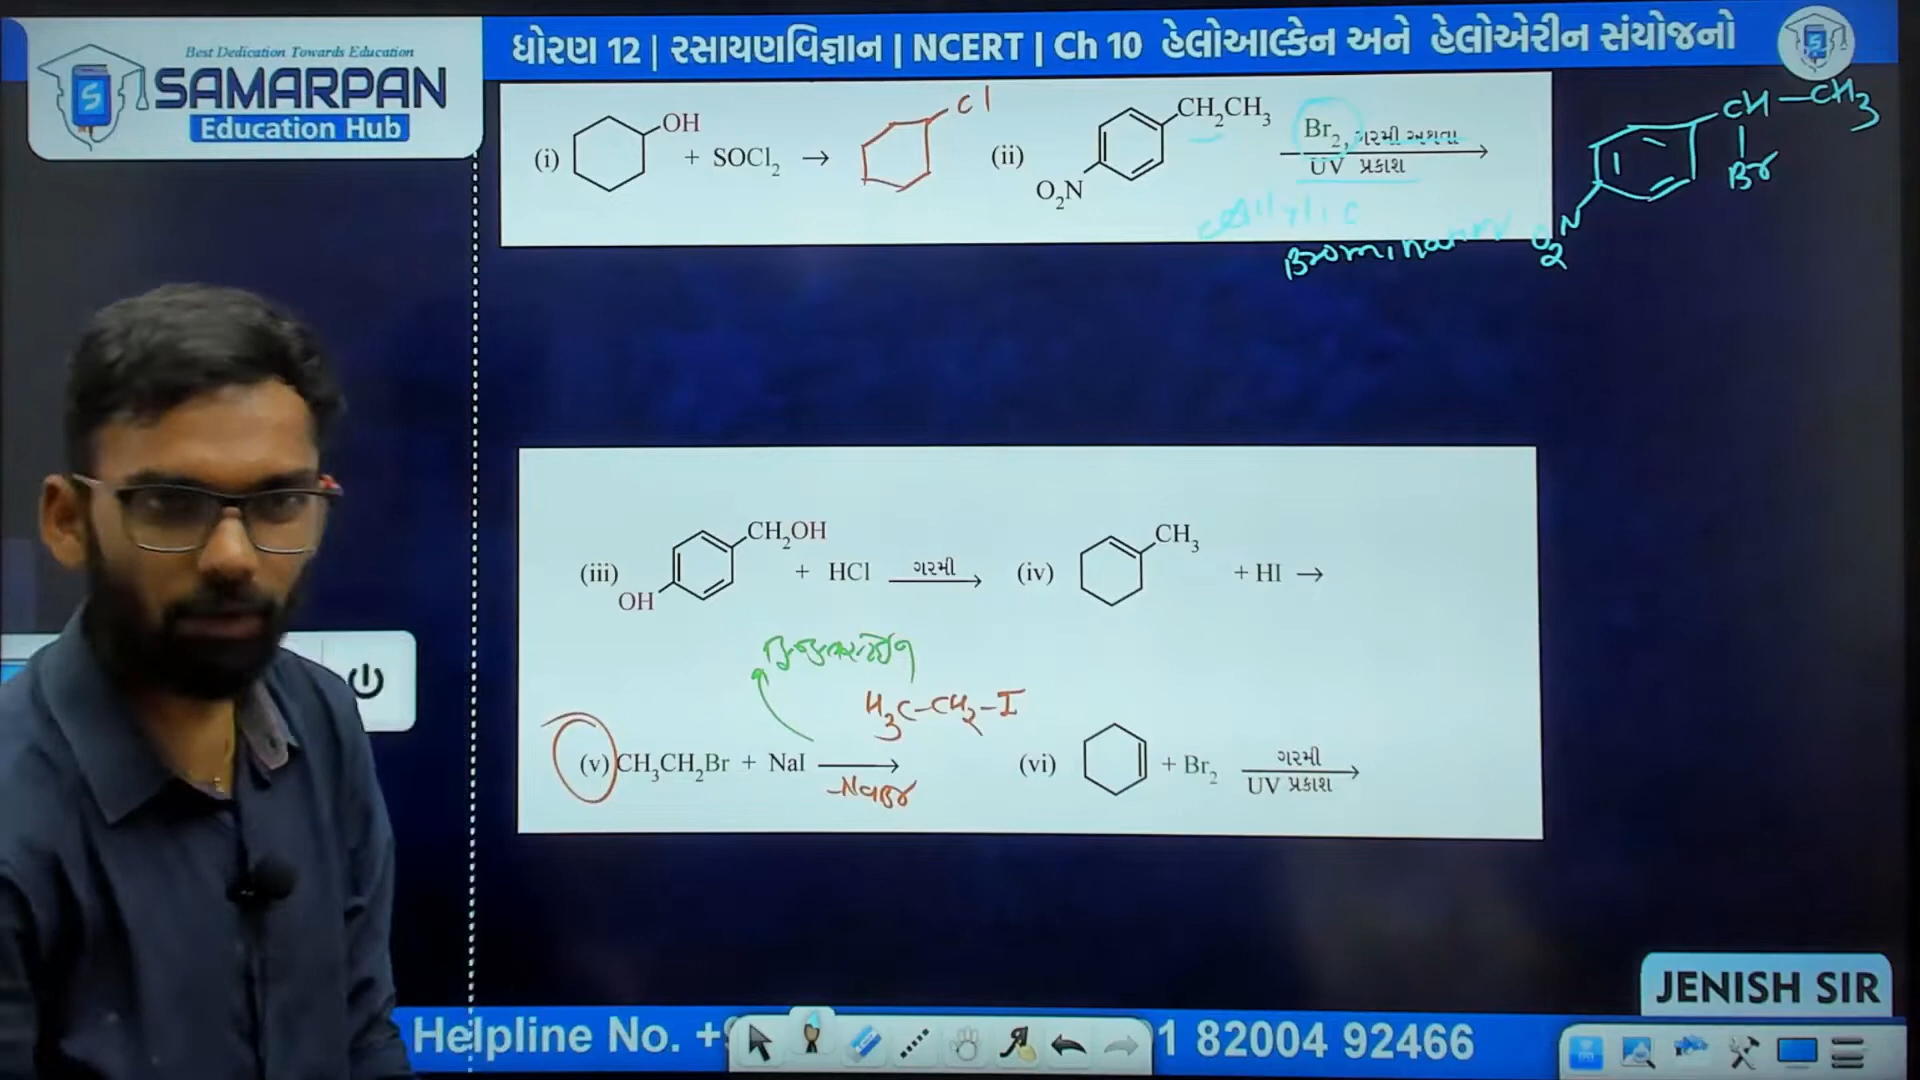 Best Dedication Towards Education
SAMARPAN
Education Hub
ધોરણ 12 | રસાયણવિજ્ઞાન | NCERT | Ch 10 હેલોઆલ્કેન અને હેલોએરીન સંયોજનો
(i) OH + SOCl2 → Cl
(ii) CH2CH3 O2N Br2, ગરમી અથવા UV પ્રકાશ
CH-CH3
Br
O2N
Allylic
(iii) CH2OH OH + HCl ગરમી
(iv) CH3 + HI →
H3C-CH2-I
(v) CH3CH2Br + NaI
-NaBr
(vi) + Br2 ગરમી UV પ્રકાશ
JENISH SIR
Helpline No. + 1 82004 92466